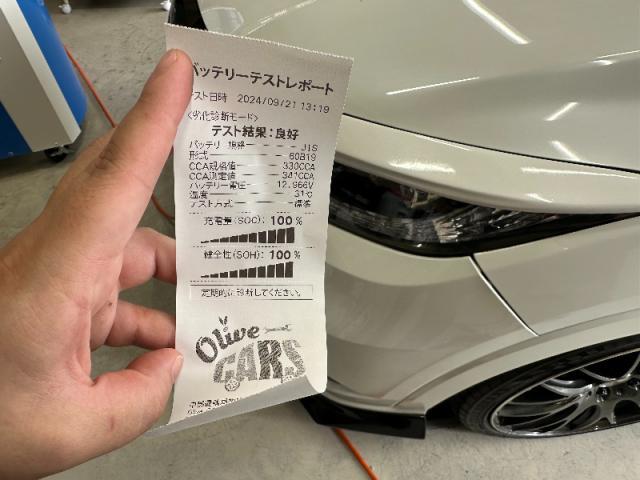 バッテリーテストレポート
テスト日時 2024/09/21 13:19
<劣化診断モード>
テスト結果:良好
バッテリ 規格 JIS
形式 60B19
CCA規格値 330CCA
CCA測定値 341CCA
バッテリー電圧 12.966V
温度 31℃
テスト方式 標準
充電量(SOC): 100 %
健全性(SOH): 100 %
定期的に診断してください。
Olive
CARS